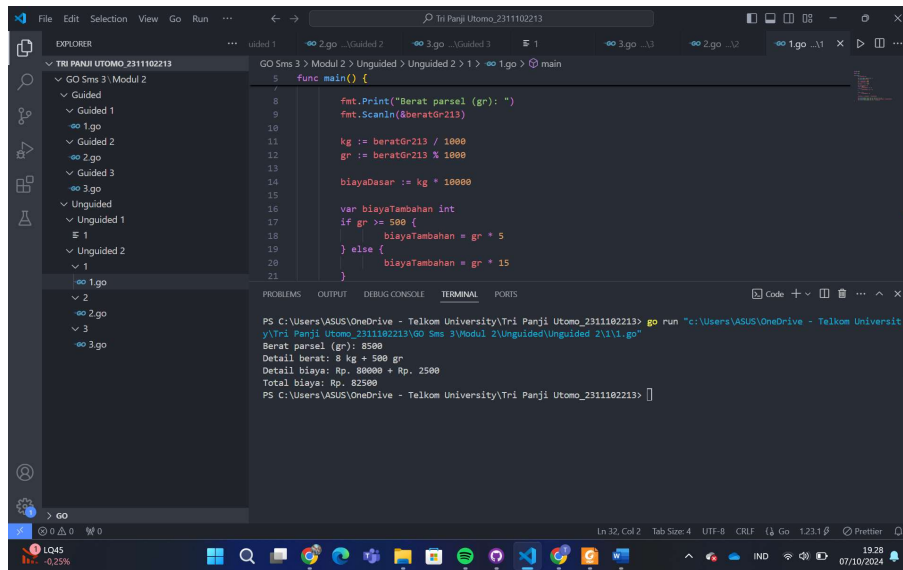 File Edit Selection View Go Run ··· Tri Panji Utomo_2311102213
EXPLORER ···
uided 1 2.go ...\Guided 2 3.go ...\Guided 3 1 3.go ...\3 2.go ...\2 1.go ...\1
TRI PANJI UTOMO_2311102213
GO Sms 3\Modul 2
Guided
Guided 1
1.go
Guided 2
2.go
Guided 3
3.go
Unguided
Unguided 1
1
Unguided 2
1
1.go
2
2.go
3
3.go
GO
GO Sms 3 > Modul 2 > Unguided > Unguided 2 > 1 > 1.go > main
5 func main() {
7
8 fmt.Print("Berat parsel (gr): ")
9 fmt.Scanln(&beratGr213)
10
11 kg := beratGr213 / 1000
12 gr := beratGr213 % 1000
13
14 biayaDasar := kg * 10000
15
16 var biayaTambahan int
17 if gr >= 500 {
18 biayaTambahan = gr * 5
19 } else {
20 biayaTambahan = gr * 15
21 }
PROBLEMS OUTPUT DEBUG CONSOLE TERMINAL PORTS Code
PS C:\Users\ASUS\OneDrive - Telkom University\Tri Panji Utomo_2311102213> go run "c:\Users\ASUS\OneDrive - Telkom Universit
y\Tri Panji Utomo_2311102213\GO Sms 3\Modul 2\Unguided\Unguided 2\1\1.go"
Berat parsel (gr): 8500
Detail berat: 8 kg + 500 gr
Detail biaya: Rp. 80000 + Rp. 2500
Total biaya: Rp. 82500
PS C:\Users\ASUS\OneDrive - Telkom University\Tri Panji Utomo_2311102213>
0 0 0 Ln 32, Col 2 Tab Size: 4 UTF-8 CRLF Go 1.23.1 Prettier
1 LQ45
-0,25%
IND
19.28
07/10/2024